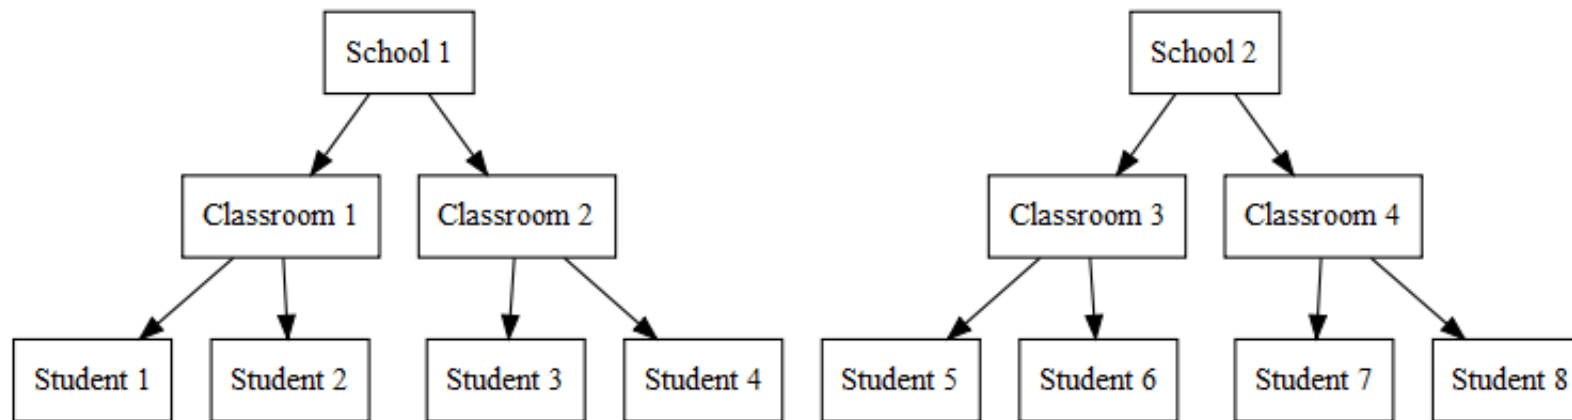 School 1
School 2
Classroom 1
Classroom 2
Classroom 3
Classroom 4
Student 1
Student 2
Student 3
Student 4
Student 5
Student 6
Student 7
Student 8